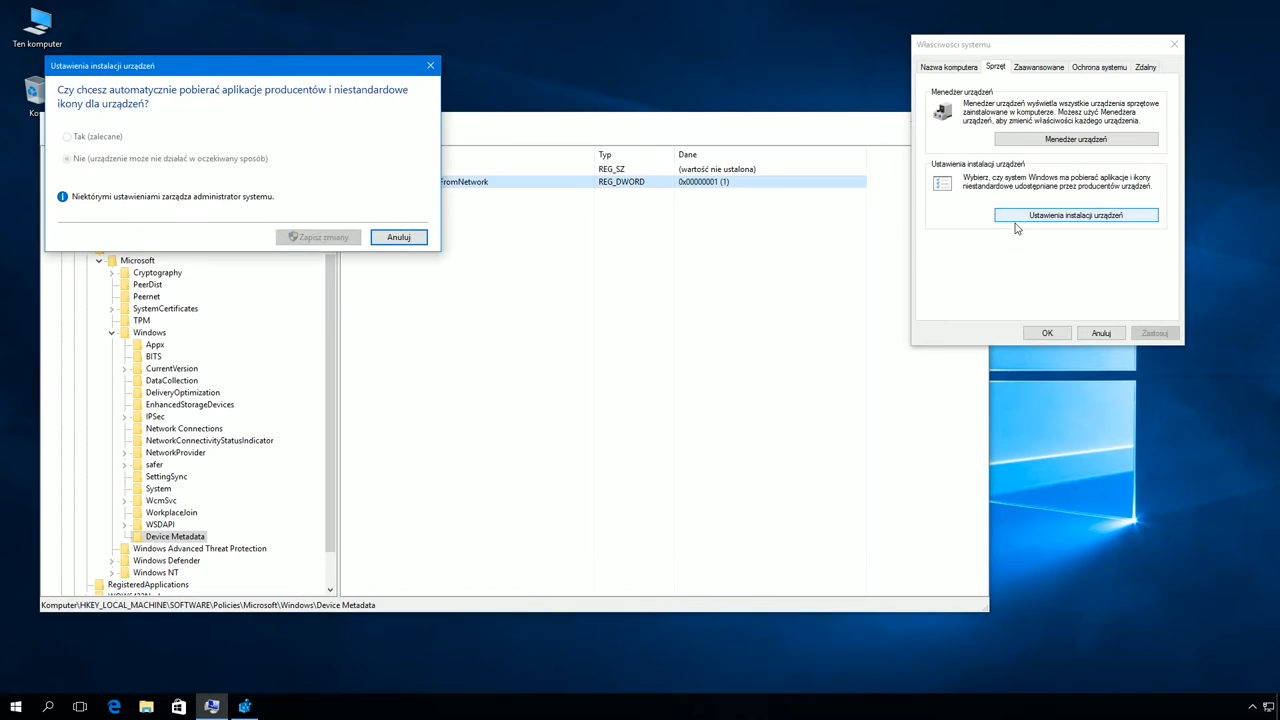 Ten komputer
Ko
Ustawienia instalacji urządzeń
Czy chcesz automatycznie pobierać aplikacje producentów i niestandardowe
ikony dla urządzeń?
Tak (zalecane)
Nie (urządzenie może nie działać w oczekiwany sposób)
Niektórymi ustawieniami zarządza administrator systemu.
Zapisz zmiany
Anuluj
Typ
Dane
REG_SZ
(wartość nie ustalona)
FromNetwork
REG_DWORD
0x00000001 (1)
Microsoft
Cryptography
PeerDist
Peernet
SystemCertificates
TPM
Windows
Appx
BITS
CurrentVersion
DataCollection
DeliveryOptimization
EnhancedStorageDevices
IPSec
Network Connections
NetworkConnectivityStatusIndicator
NetworkProvider
safer
SettingSync
System
WcmSvc
WorkplaceJoin
WSDAPI
Device Metadata
Windows Advanced Threat Protection
Windows Defender
Windows NT
RegisteredApplications
Komputer\HKEY_LOCAL_MACHINE\SOFTWARE\Policies\Microsoft\Windows\Device Metadata
Właściwości systemu
Nazwa komputera
Sprzęt
Zaawansowane
Ochrona systemu
Zdalny
Menedżer urządzeń
Menedżer urządzeń wyświetla wszystkie urządzenia sprzętowe
zainstalowane w komputerze. Możesz użyć Menedżera
urządzeń, aby zmienić właściwości każdego urządzenia.
Menedżer urządzeń
Ustawienia instalacji urządzeń
Wybierz, czy system Windows ma pobierać aplikacje i ikony
niestandardowe udostępniane przez producentów urządzeń.
Ustawienia instalacji urządzeń
OK
Anuluj
Zastosuj